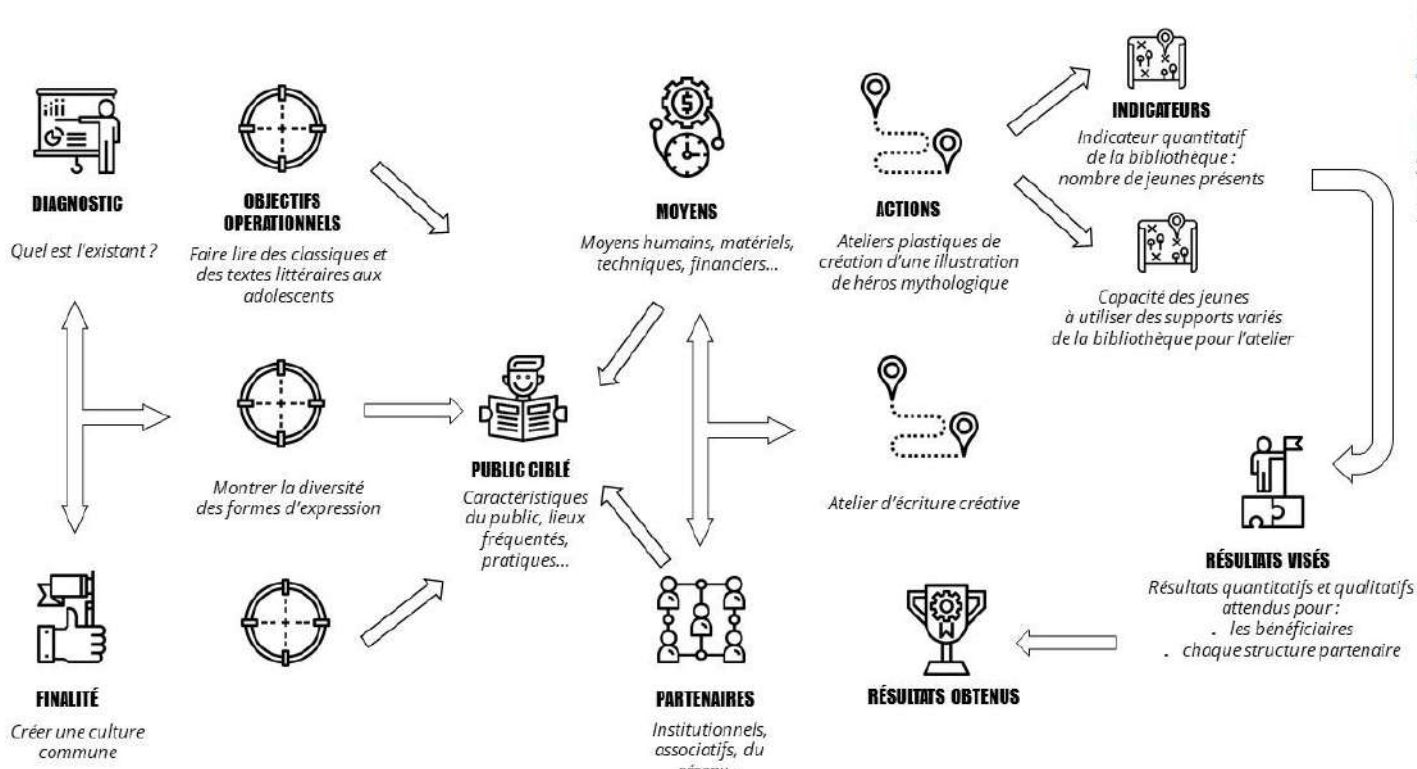 DIAGNOSTIC
Quel est l'existant ?
OBJECTIFS
OPERATIONNELS
Faire lire des classiques et
des textes littéraires aux
adolescents
MOYENS
Moyens humains, matériels,
techniques, financiers...
ACTIONS
Ateliers plastiques de
création d'une illustration
de héros mythologique
INDICATEURS
Indicateur quantitatif
de la bibliothèque :
nombre de jeunes présents
Capacité des jeunes
à utiliser des supports variés
de la bibliothèque pour l'atelier
Montrer la diversité
des formes d'expression
PUBLIC CIBLÉ
Caractéristiques
du public, lieux
fréquentés,
pratiques...
Atelier d'écriture créative
RÉSULTATS VISÉS
Résultats quantitatifs et qualitatifs
attendus pour :
. les bénéficiaires
. chaque structure partenaire
FINALITÉ
Créer une culture
commune
PARTENAIRES
Institutionnels,
associatifs, du
RÉSULTATS OBTENUS